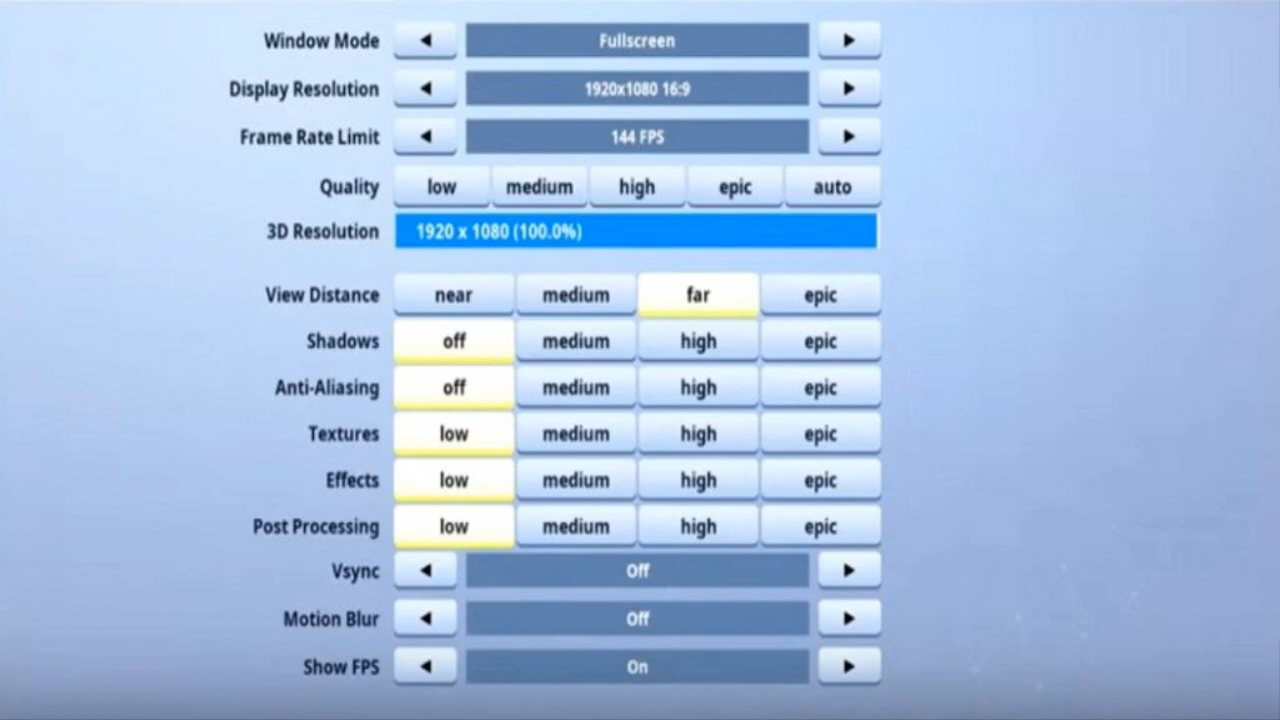 Window Mode Fullscreen
Display Resolution 1920x1080 16:9
Frame Rate Limit 144 FPS
Quality low medium high epic auto
3D Resolution 1920 x 1080 (100.0%)
View Distance near medium far epic
Shadows off medium high epic
Anti-Aliasing off medium high epic
Textures low medium high epic
Effects low medium high epic
Post Processing low medium high epic
Vsync Off
Motion Blur Off
Show FPS On